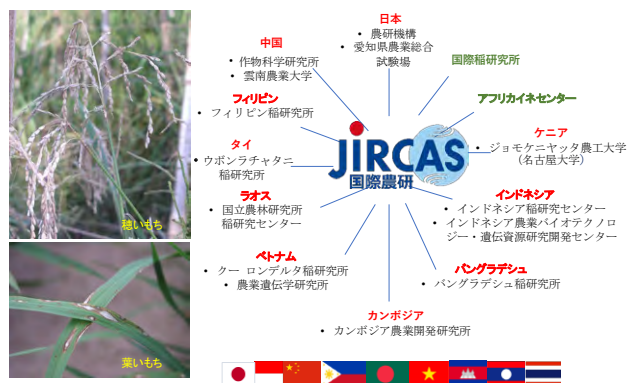 穂いもち
葉いもち
日本
• 農研機構
• 愛知県農業総合
試験場
中国
• 作物科学研究所
• 雲南農業大学
国際稲研究所
フィリピン
• フィリピン稲研究所
アフリカイネセンター
タイ
• ウボンラチャタニ
稲研究所
ケニア
• ジョモケニヤッタ農工大学
（名古屋大学）
JIRCAS
国際農研
ラオス
• 国立農林研究所
稲研究センター
インドネシア
• インドネシア稲研究センター
• インドネシア農業バイオテクノロ
ジー・遺伝資源研究開発センター
ベトナム
• クー ロンデルタ稲研究所
• 農業遺伝学研究所
バングラデシュ
• バングラデシュ稲研究所
カンボジア
• カンボジア農業開発研究所